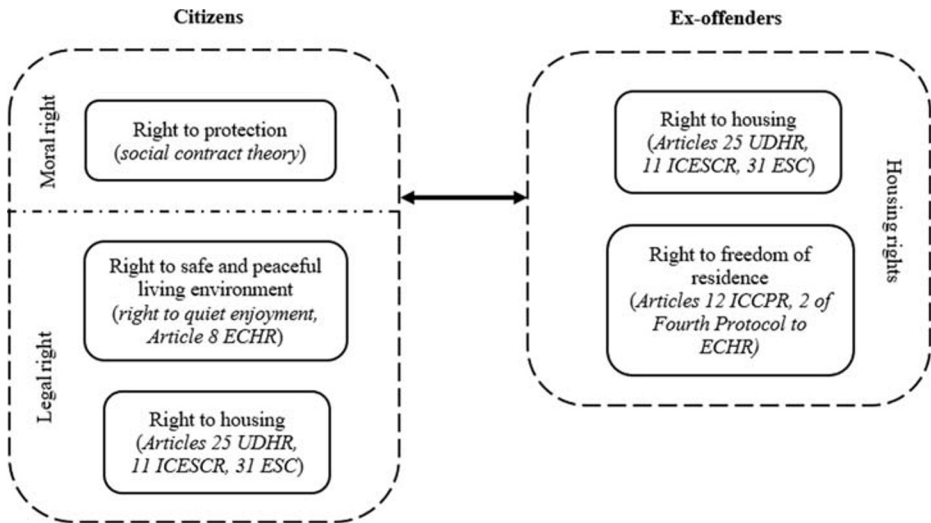 Citizens
Moral right
Right to protection
(social contract theory)
Legal right
Right to safe and peaceful
living environment
(right to quiet enjoyment,
Article 8 ECHR)
Right to housing
(Articles 25 UDHR,
11 ICESCR, 31 ESC)
Ex-offenders
Right to housing
(Articles 25 UDHR,
11 ICESCR, 31 ESC)
Right to freedom of
residence
(Articles 12 ICCPR, 2 of
Fourth Protocol to
ECHR)
Housing rights